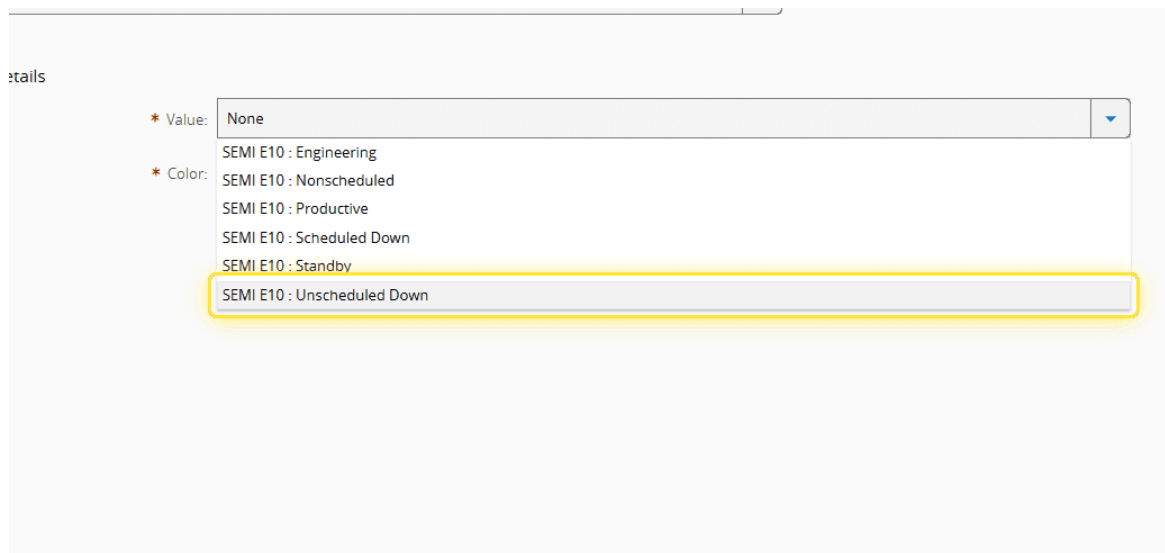 etails
* Value: None
SEMI E10 : Engineering
* Color: SEMI E10 : Nonscheduled
SEMI E10 : Productive
SEMI E10 : Scheduled Down
SEMI E10 : Standby
SEMI E10 : Unscheduled Down